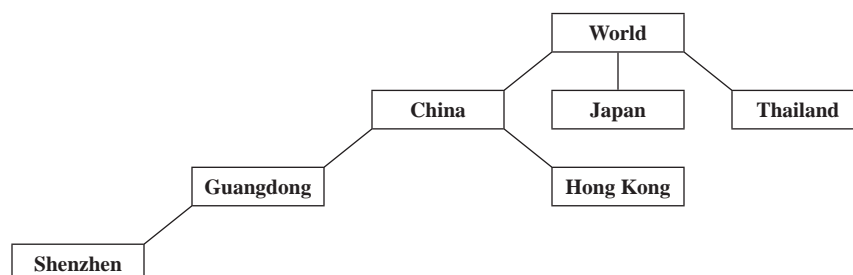 World
China
Japan
Thailand
Guangdong
Hong Kong
Shenzhen